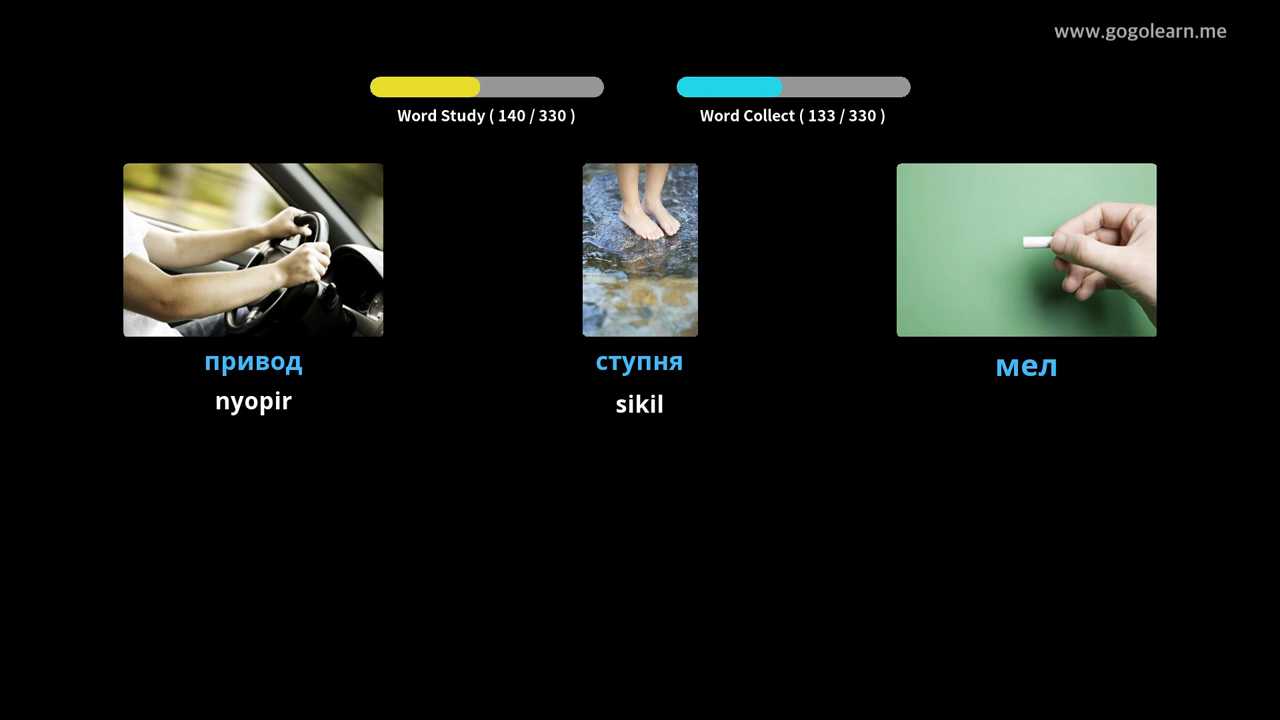 www.gogolearn.me
Word Study ( 140 / 330 )
Word Collect ( 133 / 330 )
привод
ступня
мел
nyopir
sikil